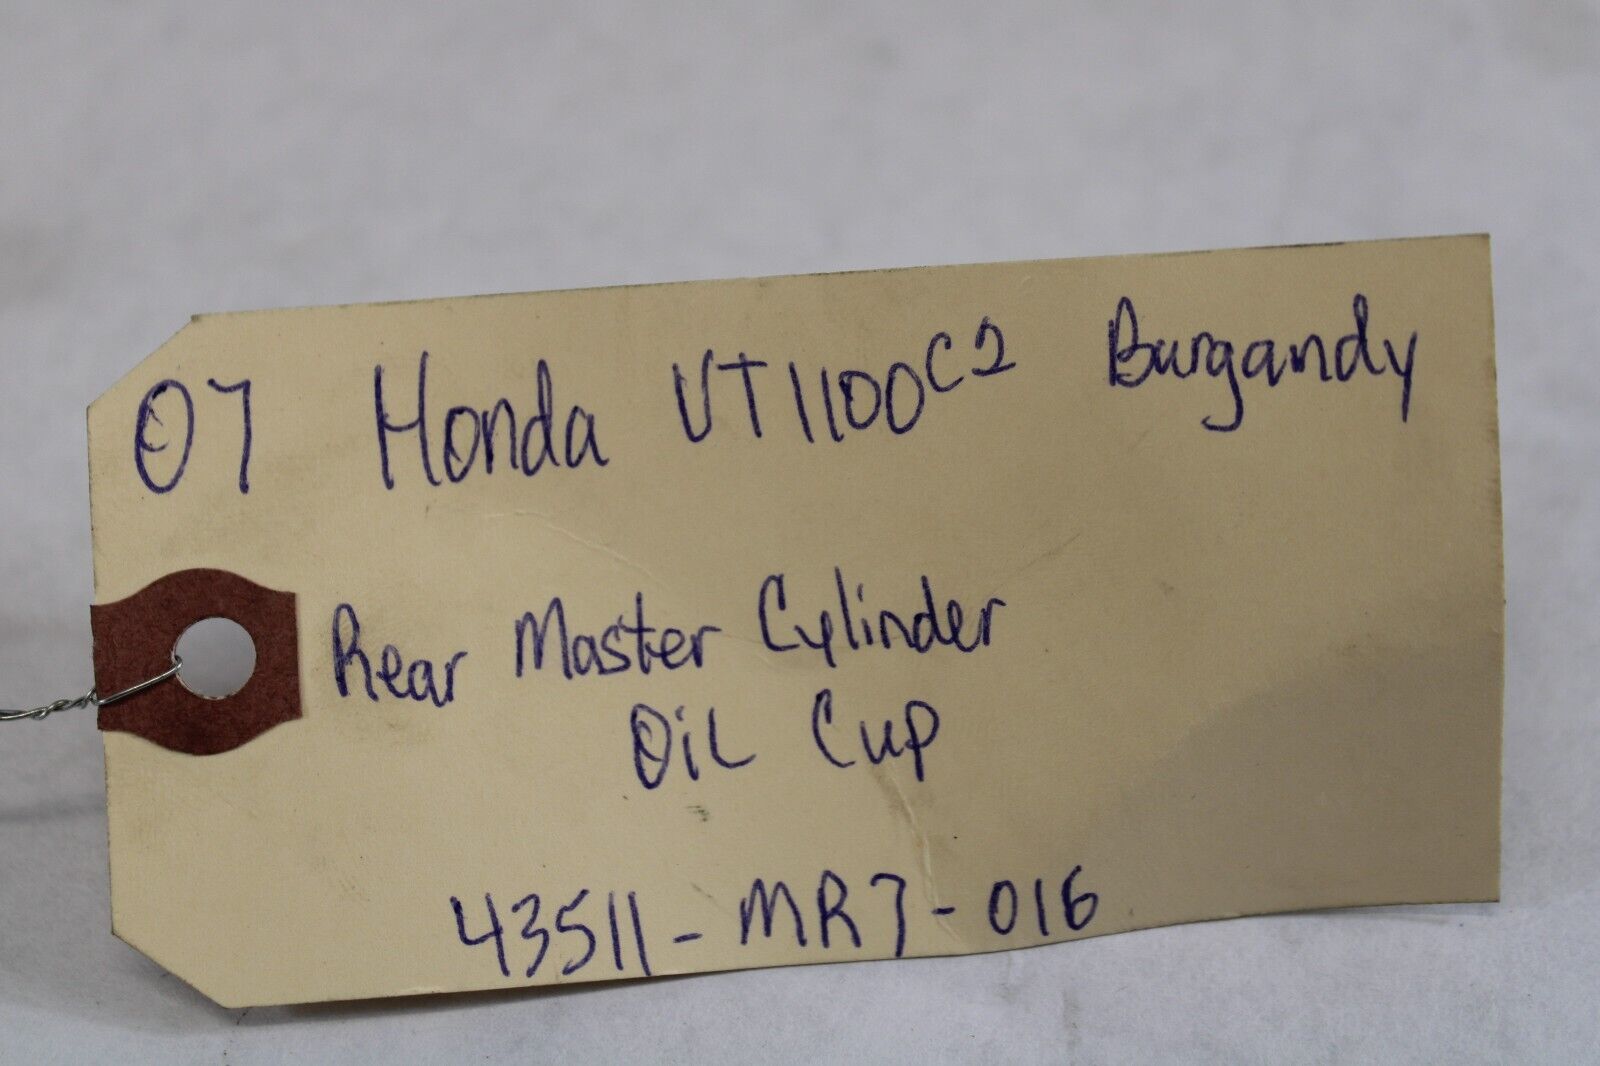 07 Honda VT1100C2 Burgandy
Rear Master Cylinder
Oil Cup
43511-MR7-016